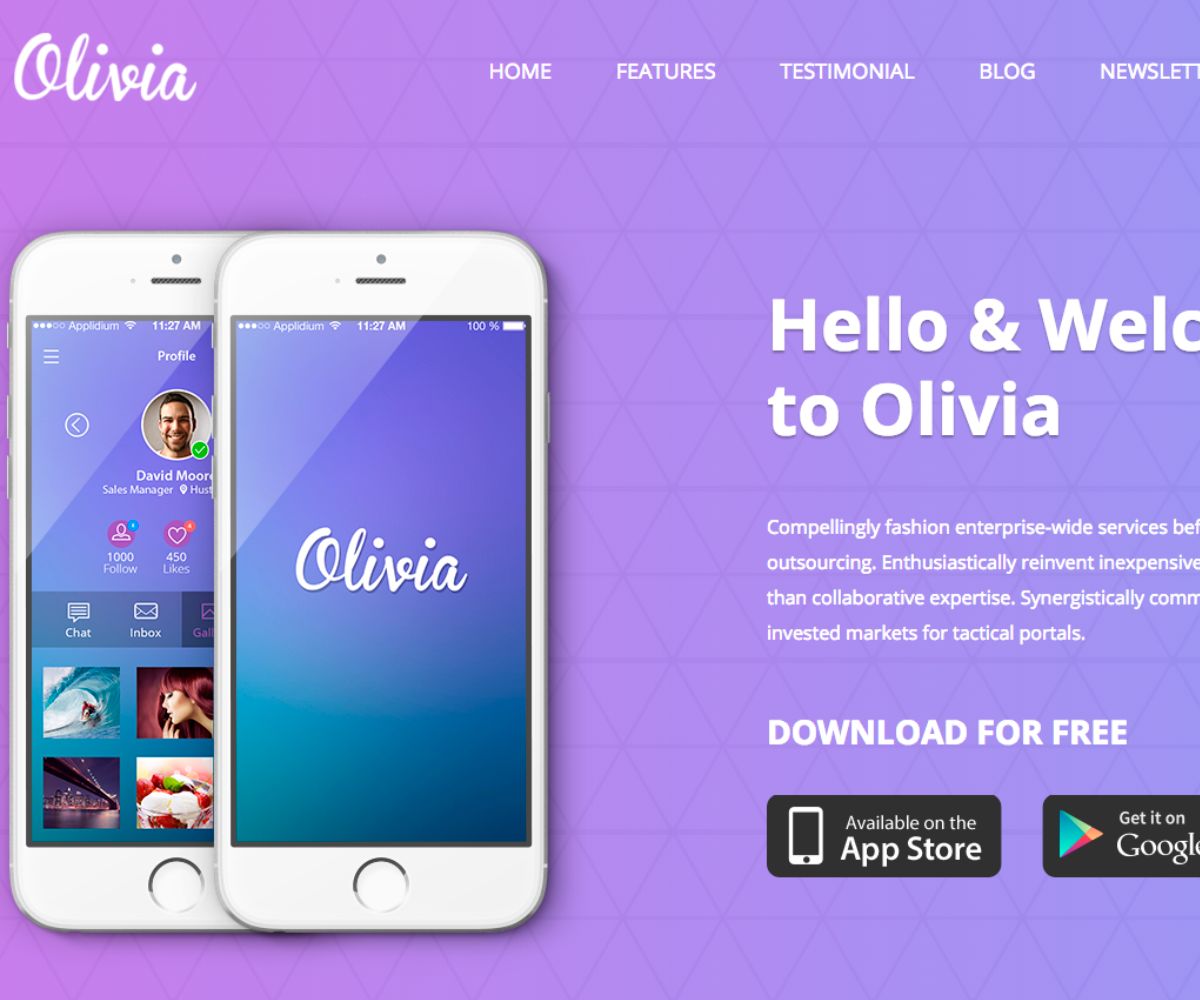 Olivia
HOME FEATURES TESTIMONIAL BLOG NEWSLETT
Applidium 11:27 AM
Profile
David Moore
Sales Manager Hust
4
4
1000
Follow
450
Likes
Chat Inbox Gall
Applidium 11:27 AM 100 %
Olivia
Hello & Welc
to Olivia
Compellingly fashion enterprise-wide services bef
outsourcing. Enthusiastically reinvent inexpensive
than collaborative expertise. Synergistically comm
invested markets for tactical portals.
DOWNLOAD FOR FREE
Available on the
App Store
Get it on
Google